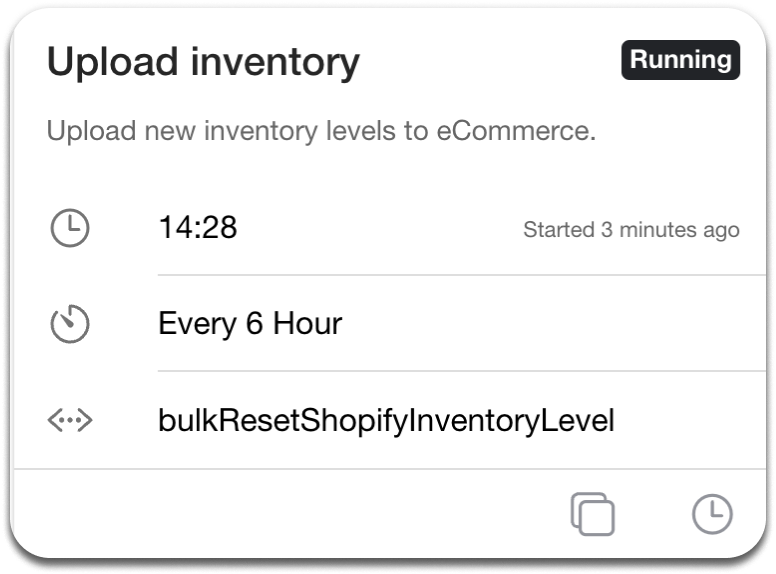 Upload inventory
Running
Upload new inventory levels to eCommerce.
14:28
Started 3 minutes ago
Every 6 Hour
bulkResetShopifyInventoryLevel